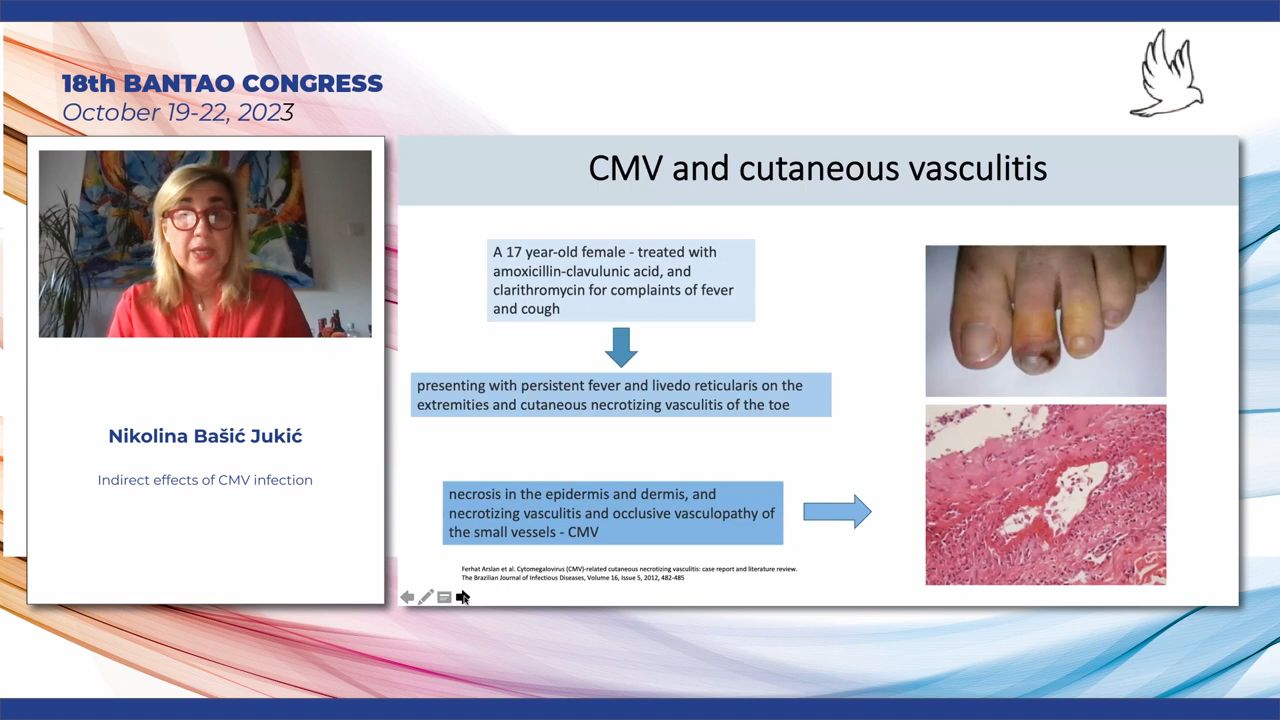 18th BANTAO CONGRESS
October 19-22, 2023
Nikolina Bašić Jukić
Indirect effects of CMV infection
CMV and cutaneous vasculitis
A 17 year-old female - treated with
amoxicillin-clavulunic acid, and
clarithromycin for complaints of fever
and cough
presenting with persistent fever and livedo reticularis on the
extremities and cutaneous necrotizing vasculitis of the toe
necrosis in the epidermis and dermis, and
necrotizing vasculitis and occlusive vasculopathy of
the small vessels - CMV
Ferhat Arslan et al. Cytomegalovirus (CMV)-related cutaneous necrotizing vasculitis: case report and literature review.
The Brazilian Journal of Infectious Diseases, Volume 16, Issue 5, 2012, 482-485